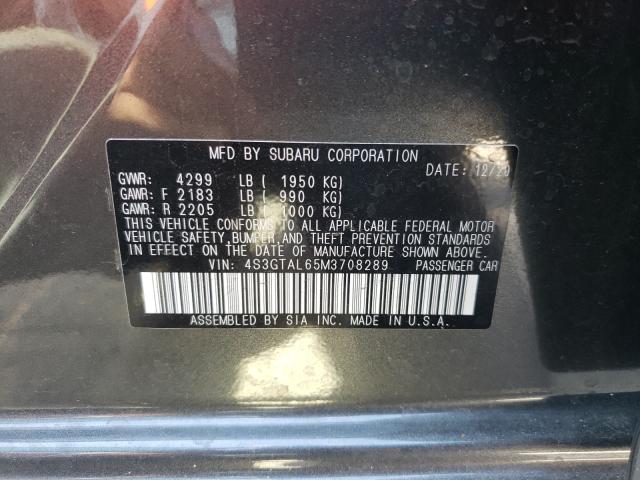 MFD BY SUBARU CORPORATION
DATE: 12/20
GVWR: 4299 LB ( 1950 KG)
GAWR: F 2183 LB ( 990 KG)
GAWR: R 2205 LB ( 1000 KG)
THIS VEHICLE CONFORMS TO ALL APPLICABLE FEDERAL MOTOR
VEHICLE SAFETY, BUMPER, AND THEFT PREVENTION STANDARDS
IN EFFECT ON THE DATE OF MANUFACTURE SHOWN ABOVE.
VIN: 4S3GTAL65M3708289 PASSENGER CAR
ASSEMBLED BY SIA INC. MADE IN U.S.A.